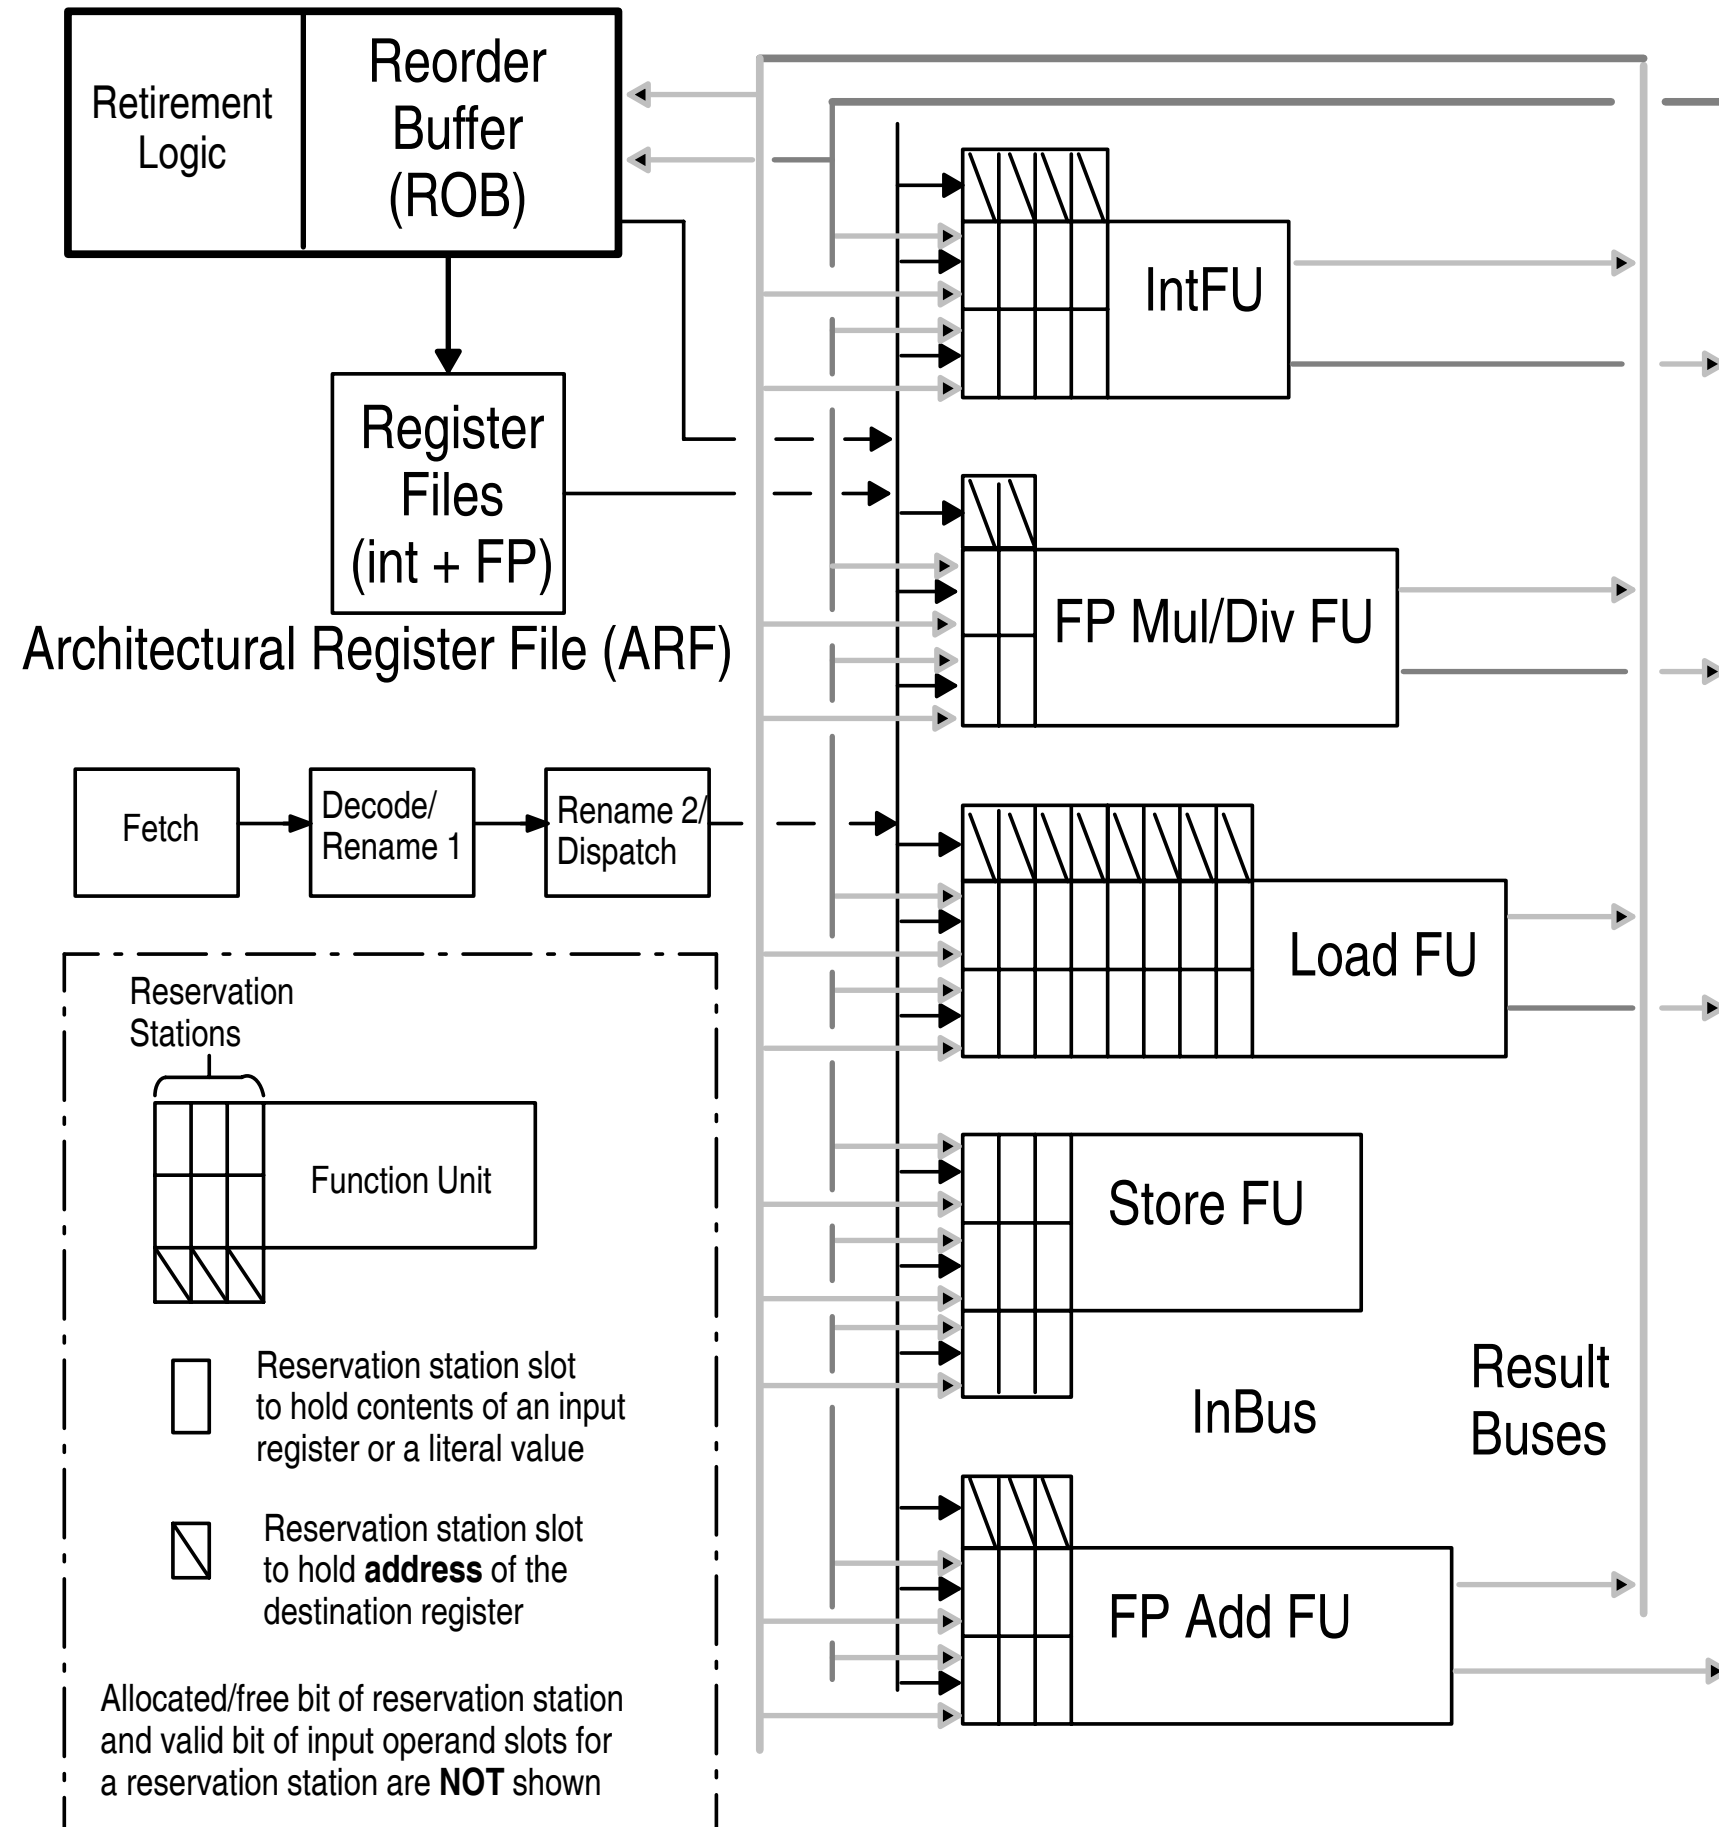 Retirement
Logic
Reorder
Buffer
(ROB)
IntFU
Register
Files
(int + FP)
Architectural Register File (ARF)
FP Mul/Div FU
Fetch
Decode/
Rename 1
Rename 2/
Dispatch
Load FU
Reservation
Stations
Function Unit
Store FU
Reservation station slot
to hold contents of an input
register or a literal value
InBus
Result
Buses
Reservation station slot
to hold address of the
destination register
FP Add FU
Allocated/free bit of reservation station
and valid bit of input operand slots for
a reservation station are NOT shown